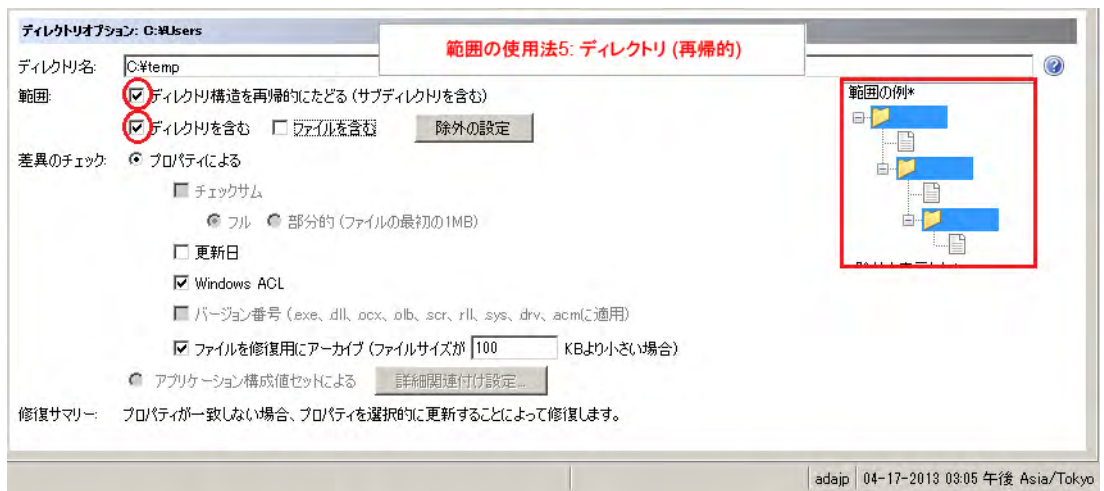 ディレクトリオプション: C:¥Users
範囲の使用法5: ディレクトリ (再帰的)
ディレクトリ名: C:¥temp
範囲: ディレクトリ構造を再帰的にたどる (サブディレクトリを含む)
範囲の例*
ディレクトリを含む ファイルを含む 除外の設定
差異のチェック: プロパティによる
チェックサム
フル 部分的 (ファイルの最初の1MB)
更新日
Windows ACL
バージョン番号 (.exe、.dll、ocx、olb、scr、rll、sys、drv、acmに適用)
ファイルを修復用にアーカイブ (ファイルサイズが 100 KBより小さい場合)
アプリケーション構成値セットによる 詳細関連付け設定...
修復サマリー: プロパティが一致しない場合、プロパティを選択的に更新することによって修復します。
adajp 04-17-2013 03:05 午後 Asia/Tokyo